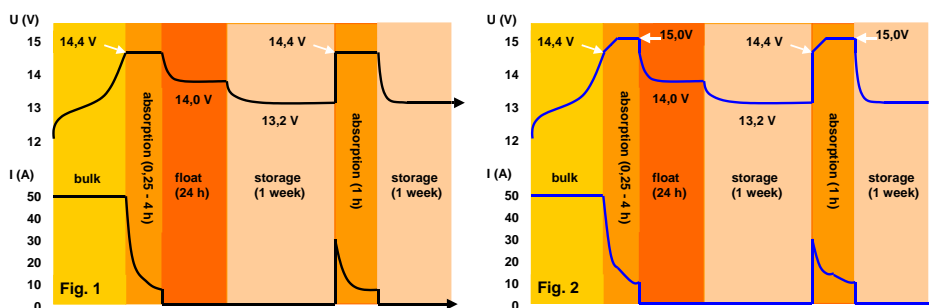 U (V)
15
14,4 V
14,4 V
14
14,0 V
13
13,2 V
12
absorption (0,25 - 4 h)
absorption (1 h)
I (A)
50
bulk
float
(24 h)
storage
(1 week)
storage
(1 week)
40
30
20
10
0
Fig. 1
U (V)
15
15,0V
15,0V
14,4 V
14,4 V
14
14,0 V
13
13,2 V
12
absorption (0,25 - 4 h)
absorption (1 h)
I (A)
50
bulk
float
(24 h)
storage
(1 week)
storage
(1 week)
40
30
20
10
0
Fig. 2